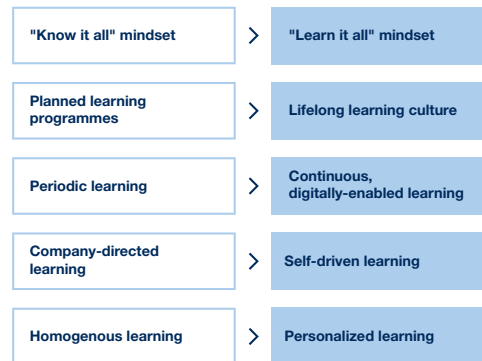 "Know it all" mindset
"Learn it all" mindset
Planned learning
programmes
Lifelong learning culture
Periodic learning
Continuous,
digitally-enabled learning
Company-directed
learning
Self-driven learning
Homogenous learning
Personalized learning